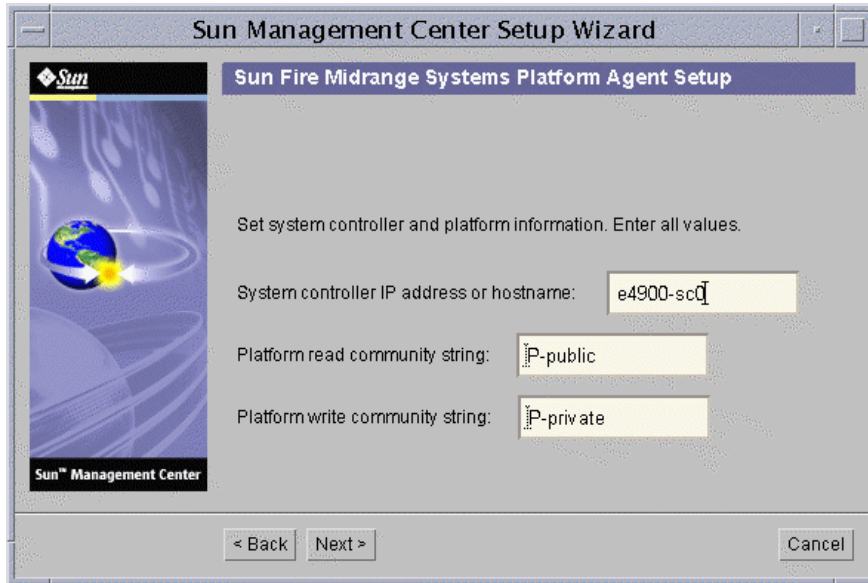 Sun Management Center Setup Wizard
Sun
Sun Fire Midrange Systems Platform Agent Setup
Set system controller and platform information. Enter all values.
System controller IP address or hostname: e4900-sc0
Platform read community string: P-public
Platform write community string: P-private
Sun™ Management Center
< Back Next > Cancel